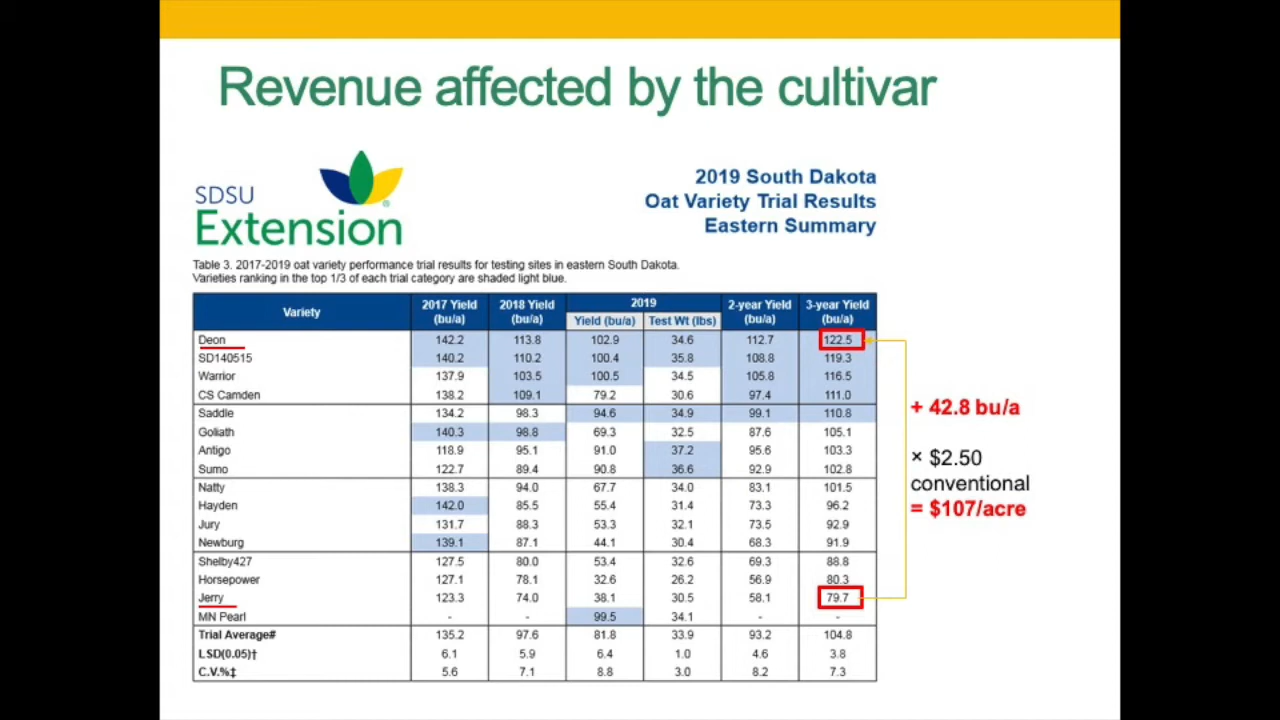 Revenue affected by the cultivar
SDSU
Extension
®
2019 South Dakota
Oat Variety Trial Results
Eastern Summary
Table 3. 2017-2019 oat variety performance trial results for testing sites in eastern South Dakota.
Varieties ranking in the top 1/3 of each trial category are shaded light blue.
Variety 2017 Yield (bu/a) 2018 Yield (bu/a) 2019 2-year Yield (bu/a) 3-year Yield (bu/a)
Yield (bu/a) Test Wt (lbs)
Deon 142.2 113.8 102.9 34.6 112.7 122.5
SD140515 140.2 110.2 100.4 35.8 108.8 119.3
Warrior 137.9 103.5 100.5 34.5 105.8 116.5
CS Camden 138.2 109.1 79.2 30.6 97.4 111.0
Saddle 134.2 98.3 94.6 34.9 99.1 110.8
Goliath 140.3 98.8 69.3 32.5 87.6 105.1
Antigo 118.9 95.1 91.0 37.2 95.6 103.3
Sumo 122.7 89.4 90.8 36.6 92.9 102.8
Natty 138.3 94.0 67.7 34.0 83.1 101.5
Hayden 142.0 85.5 55.4 31.4 73.3 96.2
Jury 131.7 88.3 53.3 32.1 73.5 92.9
Newburg 139.1 87.1 44.1 30.4 68.3 91.9
Shelby427 127.5 80.0 53.4 32.6 69.3 88.8
Horsepower 127.1 78.1 32.6 26.2 56.9 80.3
Jerry 123.3 74.0 38.1 30.5 58.1 79.7
MN Pearl - - 99.5 34.1 - -
Trial Average# 135.2 97.6 81.8 33.9 93.2 104.8
LSD(0.05)† 6.1 5.9 6.4 1.0 4.6 3.8
C.V.%‡ 5.6 7.1 8.8 3.0 8.2 7.3
+ 42.8 bu/a
× $2.50
conventional
= $107/acre